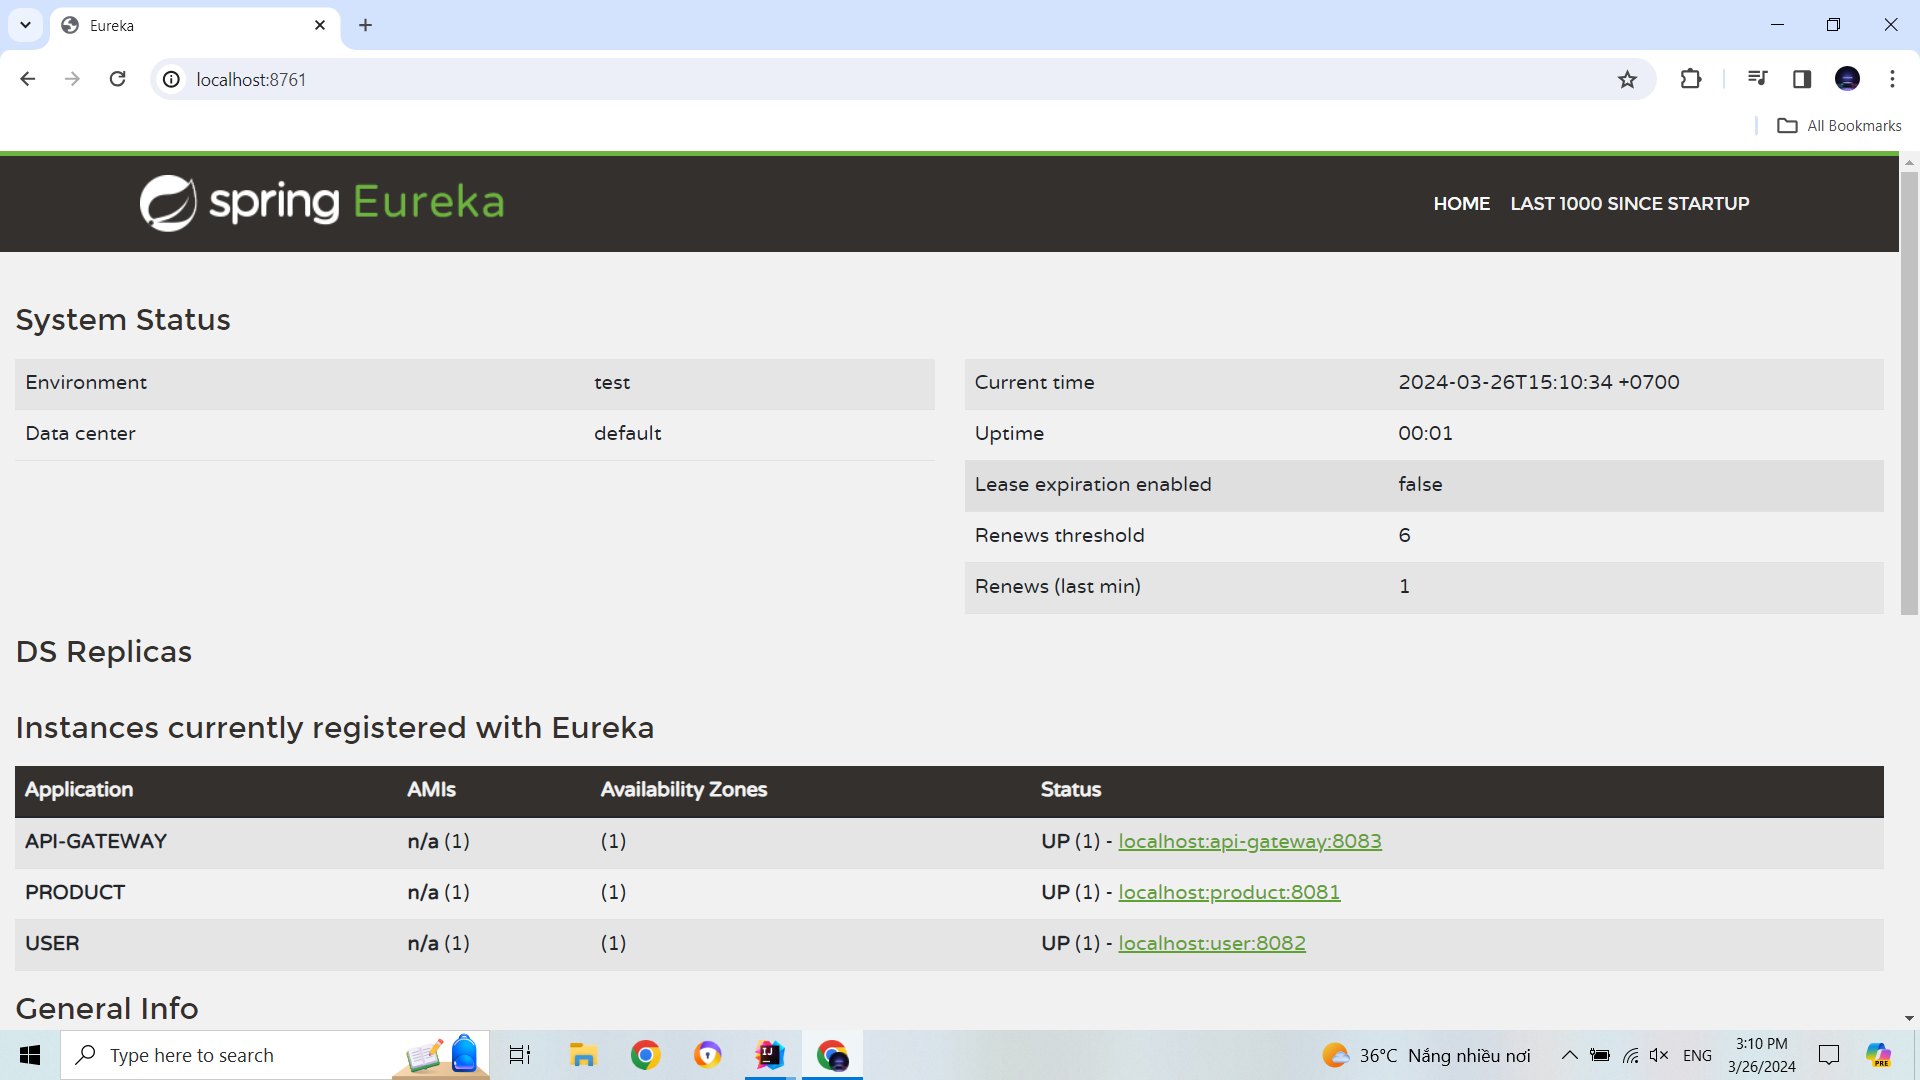 Eureka
localhost:8761
All Bookmarks
spring Eureka
HOME LAST 1000 SINCE STARTUP
System Status
Environment test
Data center default
Current time 2024-03-26T15:10:34 +0700
Uptime 00:01
Lease expiration enabled false
Renews threshold 6
Renews (last min) 1
DS Replicas
Instances currently registered with Eureka
Application AMIs Availability Zones Status
API-GATEWAY n/a (1) (1) UP (1) - localhost:api-gateway:8083
PRODUCT n/a (1) (1) UP (1) - localhost:product:8081
USER n/a (1) (1) UP (1) - localhost:user:8082
General Info
Type here to search
36°C Nắng nhiều nơi
ENG
3:10 PM
3/26/2024
IJ
PRE